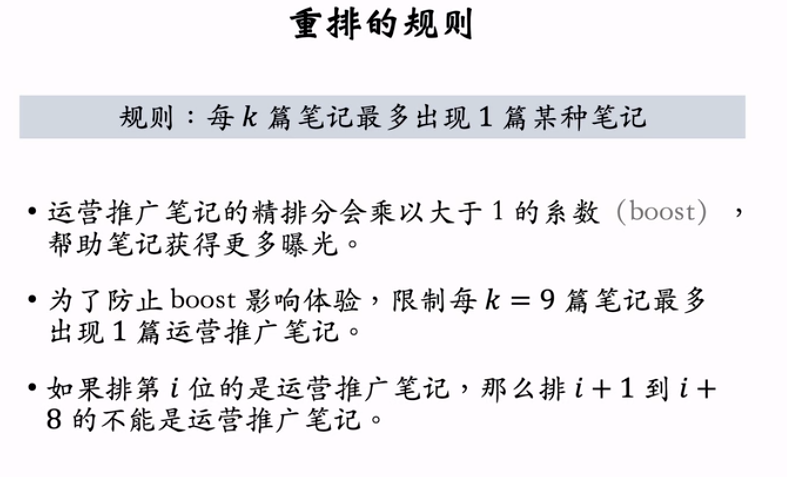 重排的规则
规则：每 k 篇笔记最多出现 1 篇某种笔记
• 运营推广笔记的精排分会乘以大于 1 的系数（boost），
帮助笔记获得更多曝光。
• 为了防止 boost 影响体验，限制每 k = 9 篇笔记最多
出现 1 篇运营推广笔记。
• 如果排第 i 位的是运营推广笔记，那么排 i + 1 到 i +
8 的不能是运营推广笔记。